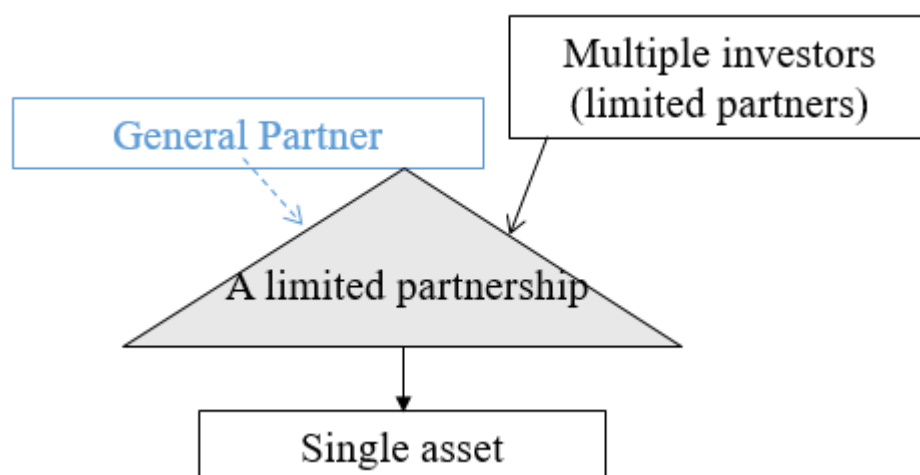 Multiple investors
(limited partners)
General Partner
A limited partnership
Single asset